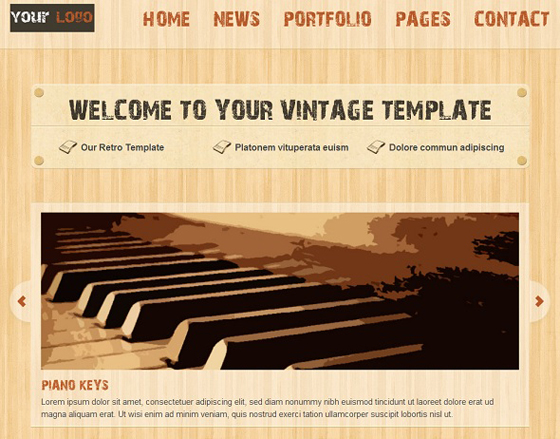 Your Logo
HOME NEWS PORTFOLIO PAGES CONTACT
WELCOME TO YOUR VINTAGE TEMPLATE
Our Retro Template Platonem vituperata euism Dolore commun adipiscing
PIANO KEYS
Lorem ipsum dolor sit amet, consectetuer adipiscing elit, sed diam nonummy nibh euismod tincidunt ut laoreet dolore erat ud
magna aliquam erat. Ut wisi enim ad minim veniam, quis nostrud exerci tation ullamcorper suscipit lobortis nisl ut.